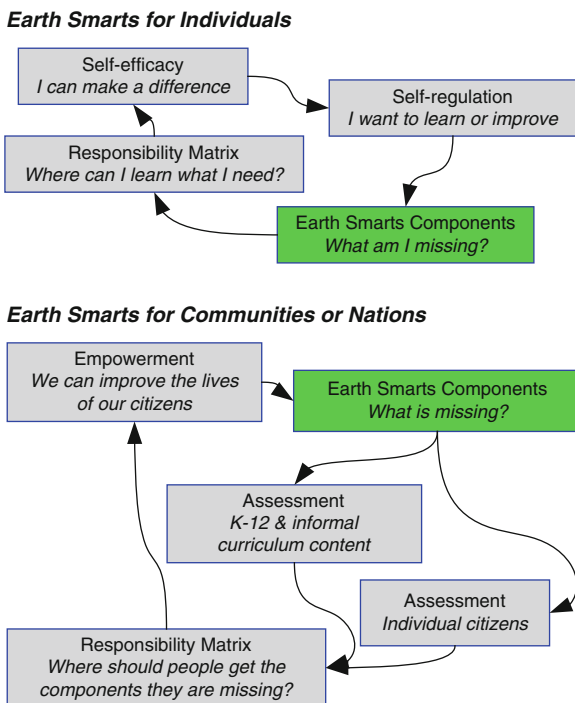 Earth Smarts for Individuals
Self-efficacy
I can make a difference
Self-regulation
I want to learn or improve
Responsibility Matrix
Where can I learn what I need?
Earth Smarts Components
What am I missing?
Earth Smarts for Communities or Nations
Empowerment
We can improve the lives
of our citizens
Earth Smarts Components
What is missing?
Assessment
K-12 & informal
curriculum content
Assessment
Individual citizens
Responsibility Matrix
Where should people get the
components they are missing?